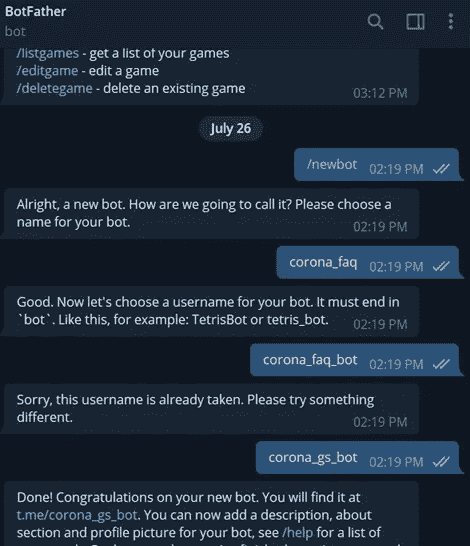 BotFather
bot
/listgames - get a list of your games
/editgame - edit a game
/deletegame - delete an existing game
03:12 PM
July 26
/newbot 02:19 PM
Alright, a new bot. How are we going to call it? Please choose a
name for your bot.
02:19 PM
corona_faq 02:19 PM
Good. Now let's choose a username for your bot. It must end in
`bot`. Like this, for example: TetrisBot or tetris_bot.
02:19 PM
corona_faq_bot 02:19 PM
Sorry, this username is already taken. Please try something
different.
02:19 PM
corona_gs_bot 02:19 PM
Done! Congratulations on your new bot. You will find it at
t.me/corona_gs_bot. You can now add a description, about
section and profile picture for your bot, see /help for a list of